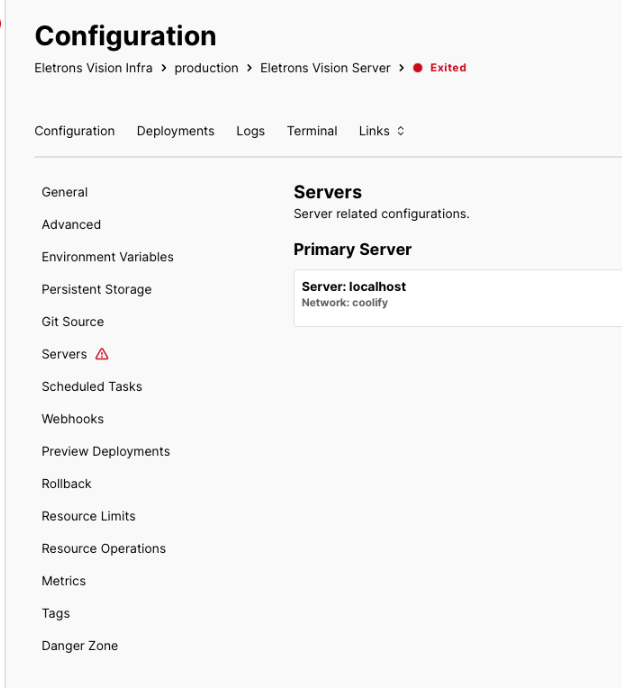 Configuration
Eletrons Vision Infra > production > Eletrons Vision Server > Exited
Configuration Deployments Logs Terminal Links
General
Advanced
Environment Variables
Persistent Storage
Git Source
Servers
Scheduled Tasks
Webhooks
Preview Deployments
Rollback
Resource Limits
Resource Operations
Metrics
Tags
Danger Zone
Servers
Server related configurations.
Primary Server
Server: localhost
Network: coolify